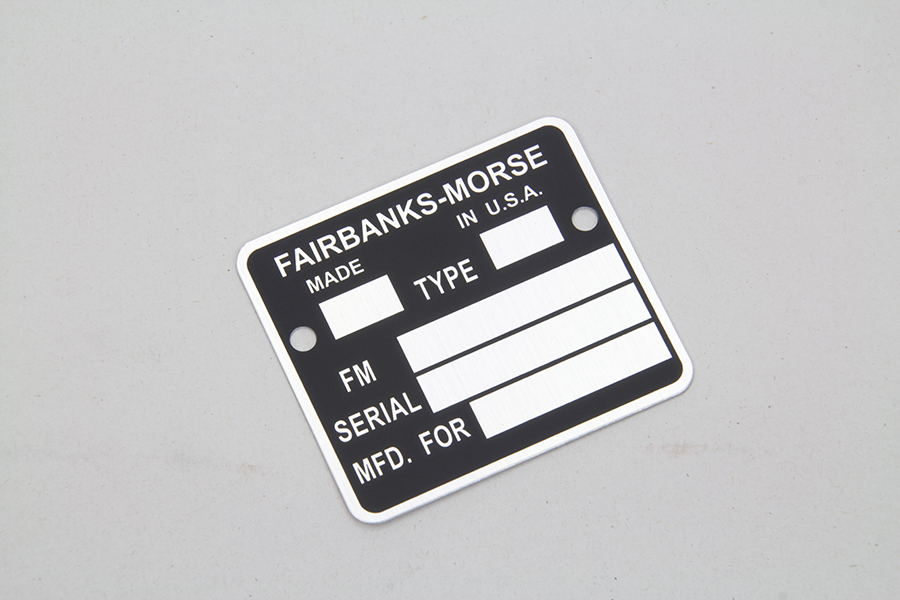 FAIRBANKS-MORSE
MADE IN U.S.A.
TYPE
FM
SERIAL
MFD. FOR